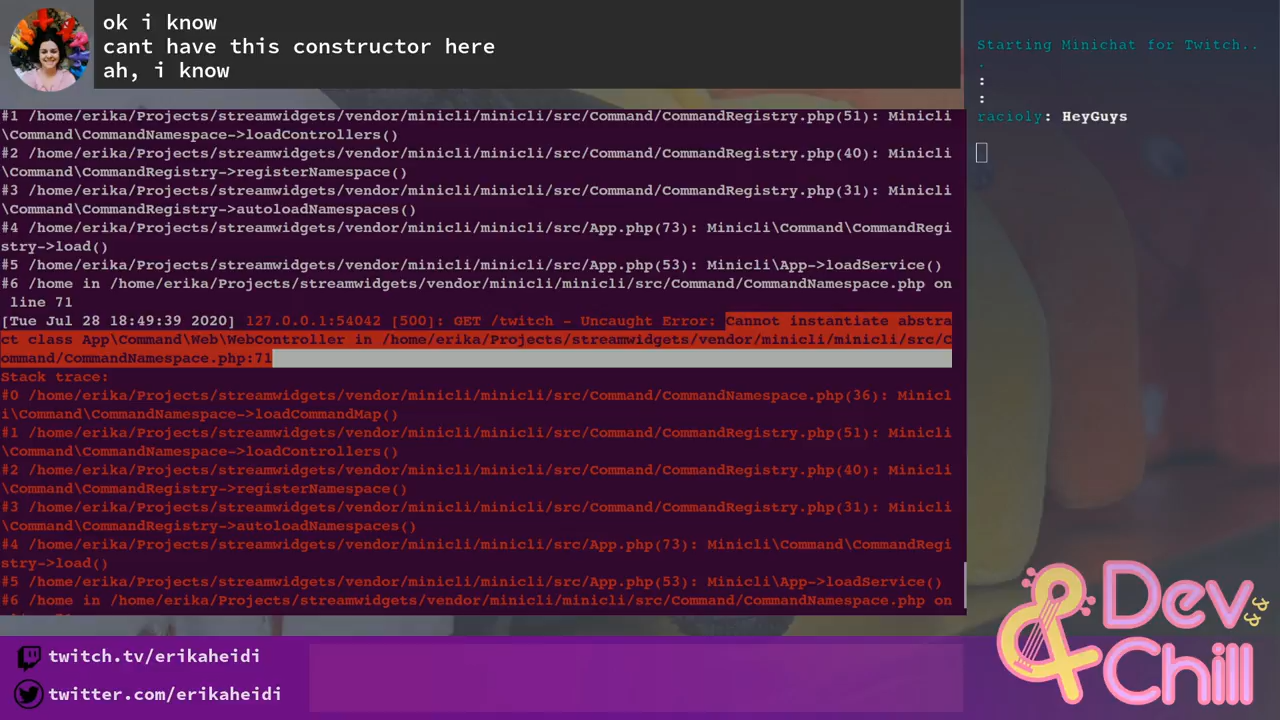 ok i know
cant have this constructor here
ah, i know
#1 /home/erika/Projects/streamwidgets/vendor/minicli/minicli/src/Command/CommandRegistry.php(51): Minicli
\Command\CommandNamespace->loadControllers()
#2 /home/erika/Projects/streamwidgets/vendor/minicli/minicli/src/Command/CommandRegistry.php(40): Minicli
\Command\CommandRegistry->registerNamespace()
#3 /home/erika/Projects/streamwidgets/vendor/minicli/minicli/src/Command/CommandRegistry.php(31): Minicli
\Command\CommandRegistry->autoloadNamespaces()
#4 /home/erika/Projects/streamwidgets/vendor/minicli/minicli/src/App.php(73): Minicli\Command\CommandRegi
stry->load()
#5 /home/erika/Projects/streamwidgets/vendor/minicli/minicli/src/App.php(53): Minicli\App->loadService()
#6 /home in /home/erika/Projects/streamwidgets/vendor/minicli/minicli/src/Command/CommandNamespace.php on
line 71
[Tue Jul 28 18:49:39 2020] 127.0.0.1:54042 [500]: GET /twitch - Uncaught Error: Cannot instantiate abstra
ct class App\Command\Web\WebController in /home/erika/Projects/streamwidgets/vendor/minicli/minicli/src/C
ommand/CommandNamespace.php:71
Stack trace:
#0 /home/erika/Projects/streamwidgets/vendor/minicli/minicli/src/Command/CommandNamespace.php(36): Minicl
i\Command\CommandNamespace->loadCommandMap()
#1 /home/erika/Projects/streamwidgets/vendor/minicli/minicli/src/Command/CommandRegistry.php(51): Minicli
\Command\CommandNamespace->loadControllers()
#2 /home/erika/Projects/streamwidgets/vendor/minicli/minicli/src/Command/CommandRegistry.php(40): Minicli
\Command\CommandRegistry->registerNamespace()
#3 /home/erika/Projects/streamwidgets/vendor/minicli/minicli/src/Command/CommandRegistry.php(31): Minicli
\Command\CommandRegistry->autoloadNamespaces()
#4 /home/erika/Projects/streamwidgets/vendor/minicli/minicli/src/App.php(73): Minicli\Command\CommandRegi
stry->load()
#5 /home/erika/Projects/streamwidgets/vendor/minicli/minicli/src/App.php(53): Minicli\App->loadService()
#6 /home in /home/erika/Projects/streamwidgets/vendor/minicli/minicli/src/Command/CommandNamespace.php on
Starting Minichat for Twitch..
.
:
:
racioly: HeyGuys
twitch.tv/erikaheidi
twitter.com/erikaheidi
Dev
& Chill